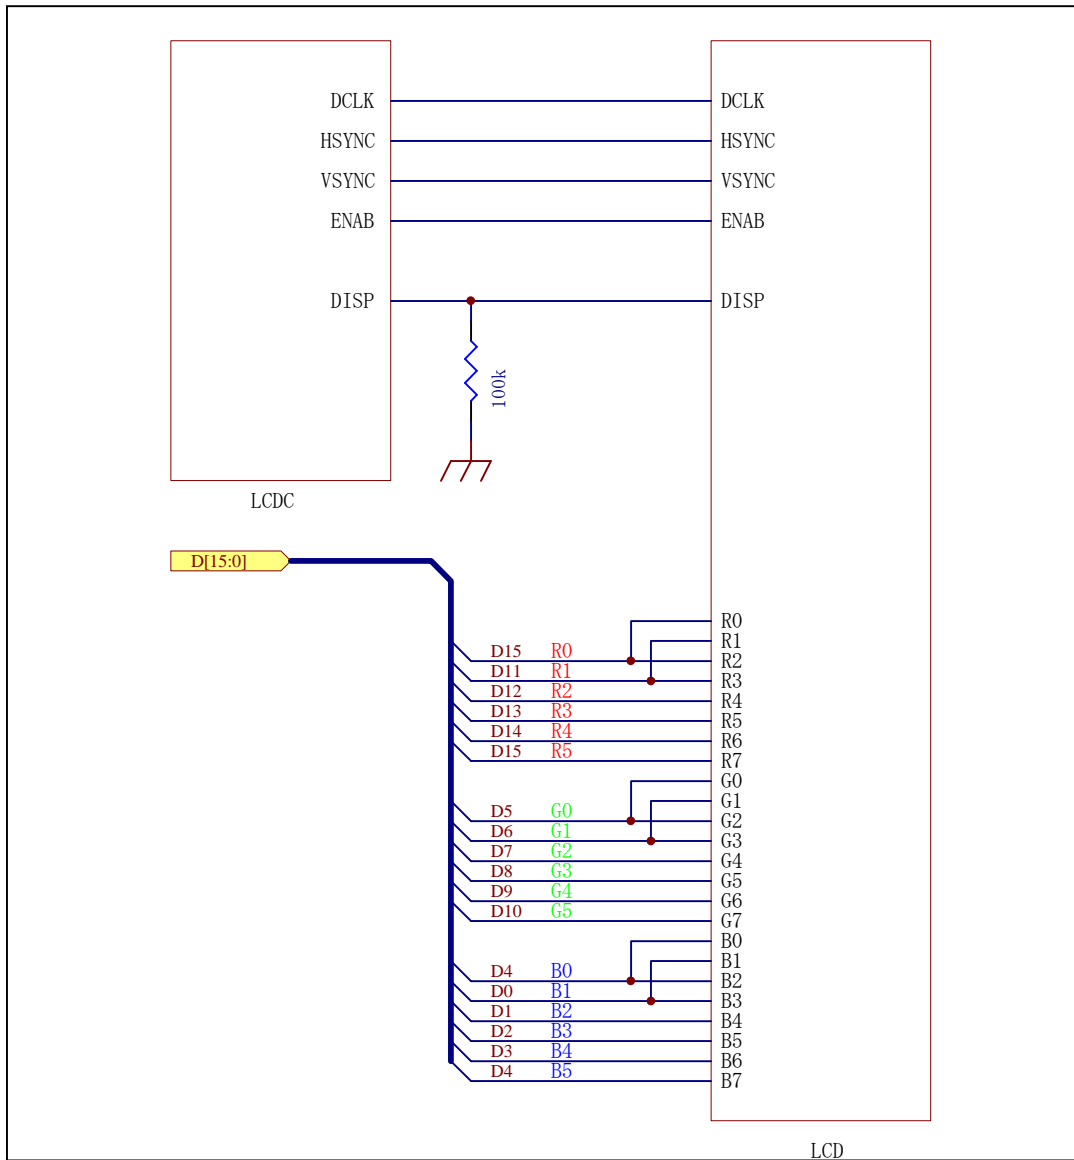 DCLK DCLK
HSYNC HSYNC
VSYNC VSYNC
ENAB ENAB
DISP DISP
100k
LCDC
D[15:0]
R0
R1
D15 R0 R2
D11 R1 R3
D12 R2 R4
D13 R3 R5
D14 R4 R6
D15 R5 R7
G0
G1
D5 G0 G2
D6 G1 G3
D7 G2 G4
D8 G3 G5
D9 G4 G6
D10 G5 G7
B0
B1
D4 B0 B2
D0 B1 B3
D1 B2 B4
D2 B3 B5
D3 B4 B6
D4 B5 B7
LCD